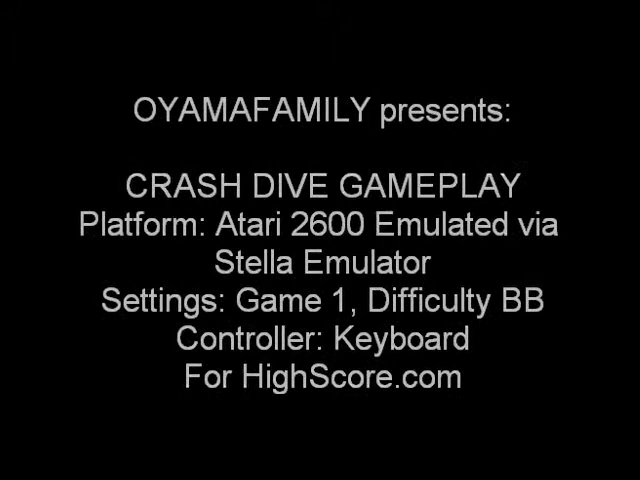 OYAMAFAMILY presents:
CRASH DIVE GAMEPLAY
Platform: Atari 2600 Emulated via
Stella Emulator
Settings: Game 1, Difficulty BB
Controller: Keyboard
For HighScore.com